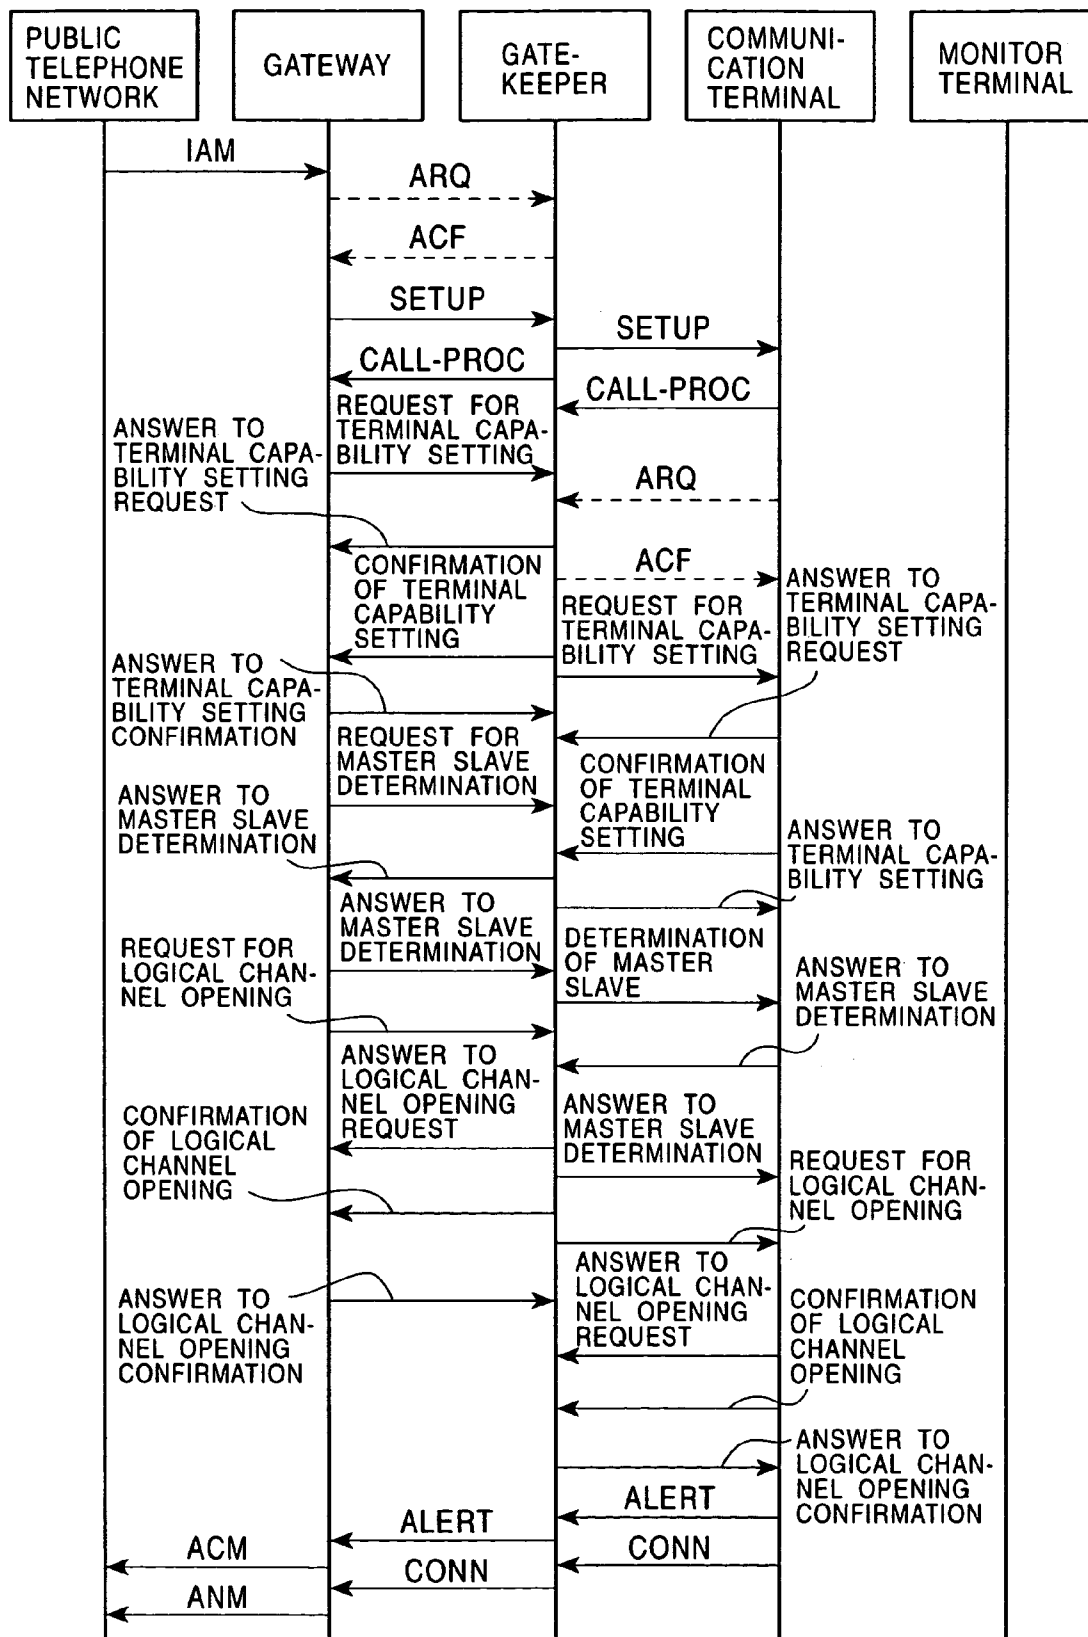 PUBLIC
TELEPHONE
NETWORK
GATEWAY
GATE-
KEEPER
COMMUNI-
CATION
TERMINAL
MONITOR
TERMINAL
IAM
ARQ
ACF
SETUP
SETUP
CALL-PROC
CALL-PROC
REQUEST FOR
TERMINAL CAPA-
BILITY SETTING
ANSWER TO
TERMINAL CAPA-
BILITY SETTING
REQUEST
ARQ
CONFIRMATION
OF TERMINAL
CAPABILITY
SETTING
ACF
ANSWER TO
TERMINAL CAPA-
BILITY SETTING
REQUEST
REQUEST FOR
TERMINAL CAPA-
BILITY SETTING
ANSWER TO
TERMINAL CAPA-
BILITY SETTING
CONFIRMATION
REQUEST FOR
MASTER SLAVE
DETERMINATION
CONFIRMATION
OF TERMINAL
CAPABILITY
SETTING
ANSWER TO
MASTER SLAVE
DETERMINATION
ANSWER TO
TERMINAL CAPA-
BILITY SETTING
ANSWER TO
MASTER SLAVE
DETERMINATION
DETERMINATION
OF MASTER
SLAVE
REQUEST FOR
LOGICAL CHAN-
NEL OPENING
ANSWER TO
MASTER SLAVE
DETERMINATION
ANSWER TO
LOGICAL CHAN-
NEL OPENING
REQUEST
ANSWER TO
MASTER SLAVE
DETERMINATION
CONFIRMATION
OF LOGICAL
CHANNEL
OPENING
REQUEST FOR
LOGICAL CHAN-
NEL OPENING
ANSWER TO
LOGICAL CHAN-
NEL OPENING
REQUEST
ANSWER TO
LOGICAL CHAN-
NEL OPENING
CONFIRMATION
CONFIRMATION
OF LOGICAL
CHANNEL
OPENING
ANSWER TO
LOGICAL CHAN-
NEL OPENING
CONFIRMATION
ALERT
ALERT
CONN
ACM
CONN
ANM